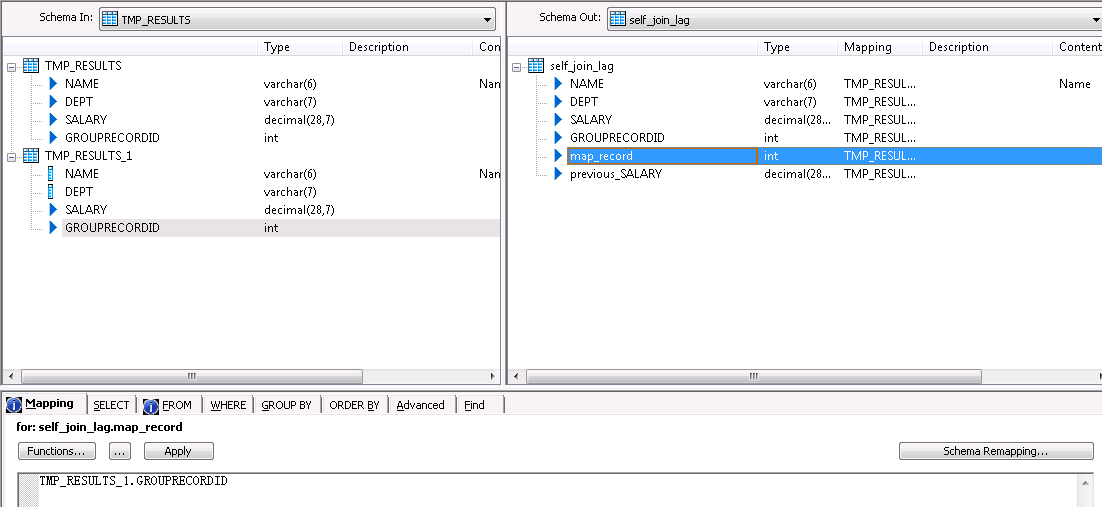 Schema In: TMP_RESULTS
Type Description Con
TMP_RESULTS
NAME varchar(6) Nan
DEPT varchar(7)
SALARY decimal(28,7)
GROUPRECORDID int
TMP_RESULTS_1
NAME varchar(6) Nan
DEPT varchar(7)
SALARY decimal(28,7)
GROUPRECORDID int
Schema Out: self_join_lag
Type Mapping Description Content
self_join_lag
NAME varchar(6) TMP_RESUL... Name
DEPT varchar(7) TMP_RESUL...
SALARY decimal(28... TMP_RESUL...
GROUPRECORDID int TMP_RESUL...
map_record int TMP_RESUL...
previous_SALARY decimal(28... TMP_RESUL...
Mapping SELECT FROM WHERE GROUP BY ORDER BY Advanced Find
for: self_join_lag.map_record
Functions... ... Apply Schema Remapping...
TMP_RESULTS_1.GROUPRECORDID